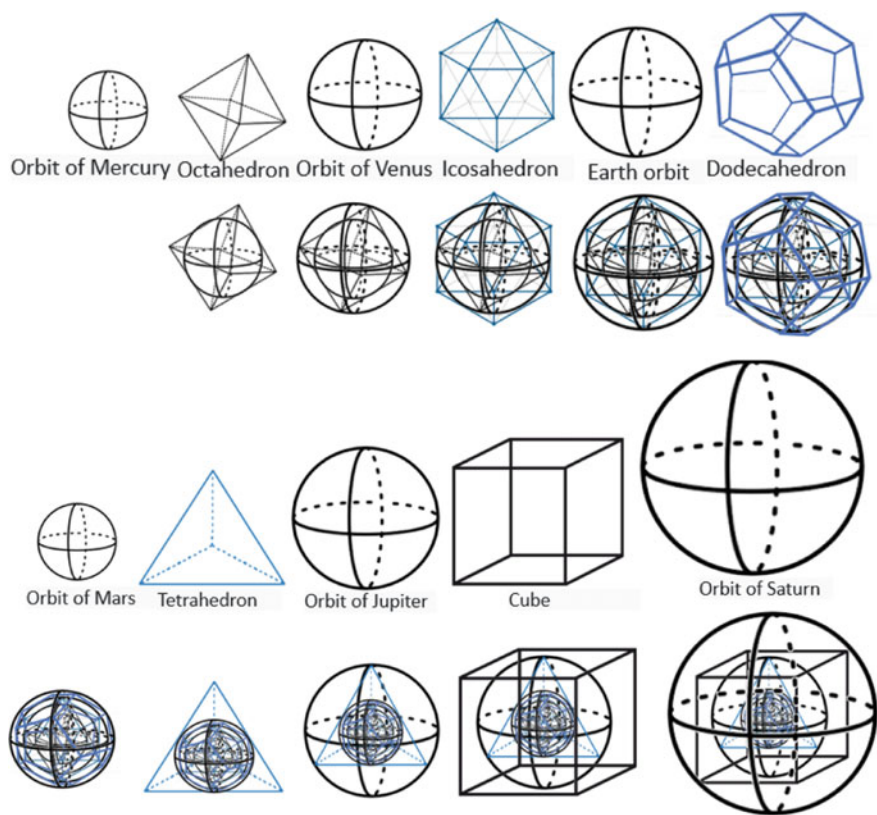 Orbit of Mercury
Octahedron
Orbit of Venus
Icosahedron
Earth orbit
Dodecahedron
Orbit of Mars
Tetrahedron
Orbit of Jupiter
Cube
Orbit of Saturn